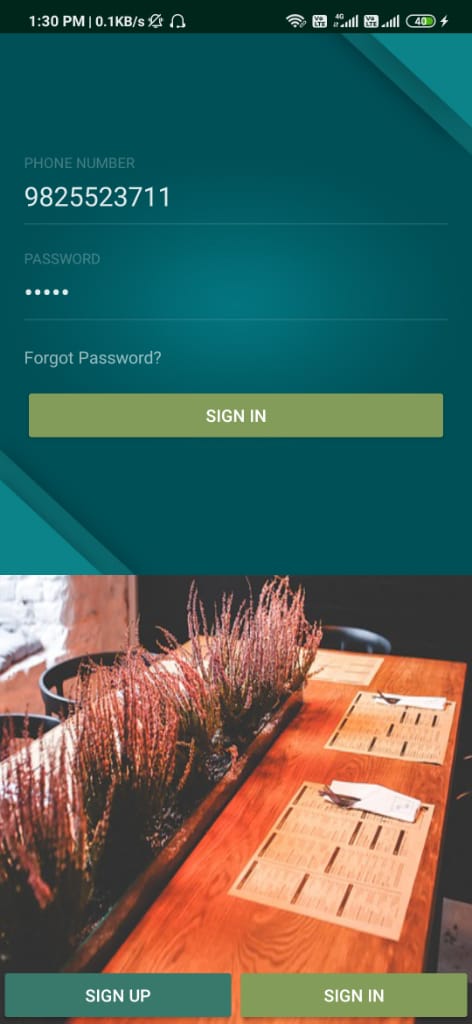 1:30 PM | 0.1KB/s
Vo LTE 4G Vo LTE 40
PHONE NUMBER
9825523711
PASSWORD
•••••
Forgot Password?
SIGN IN
SIGN UP
SIGN IN